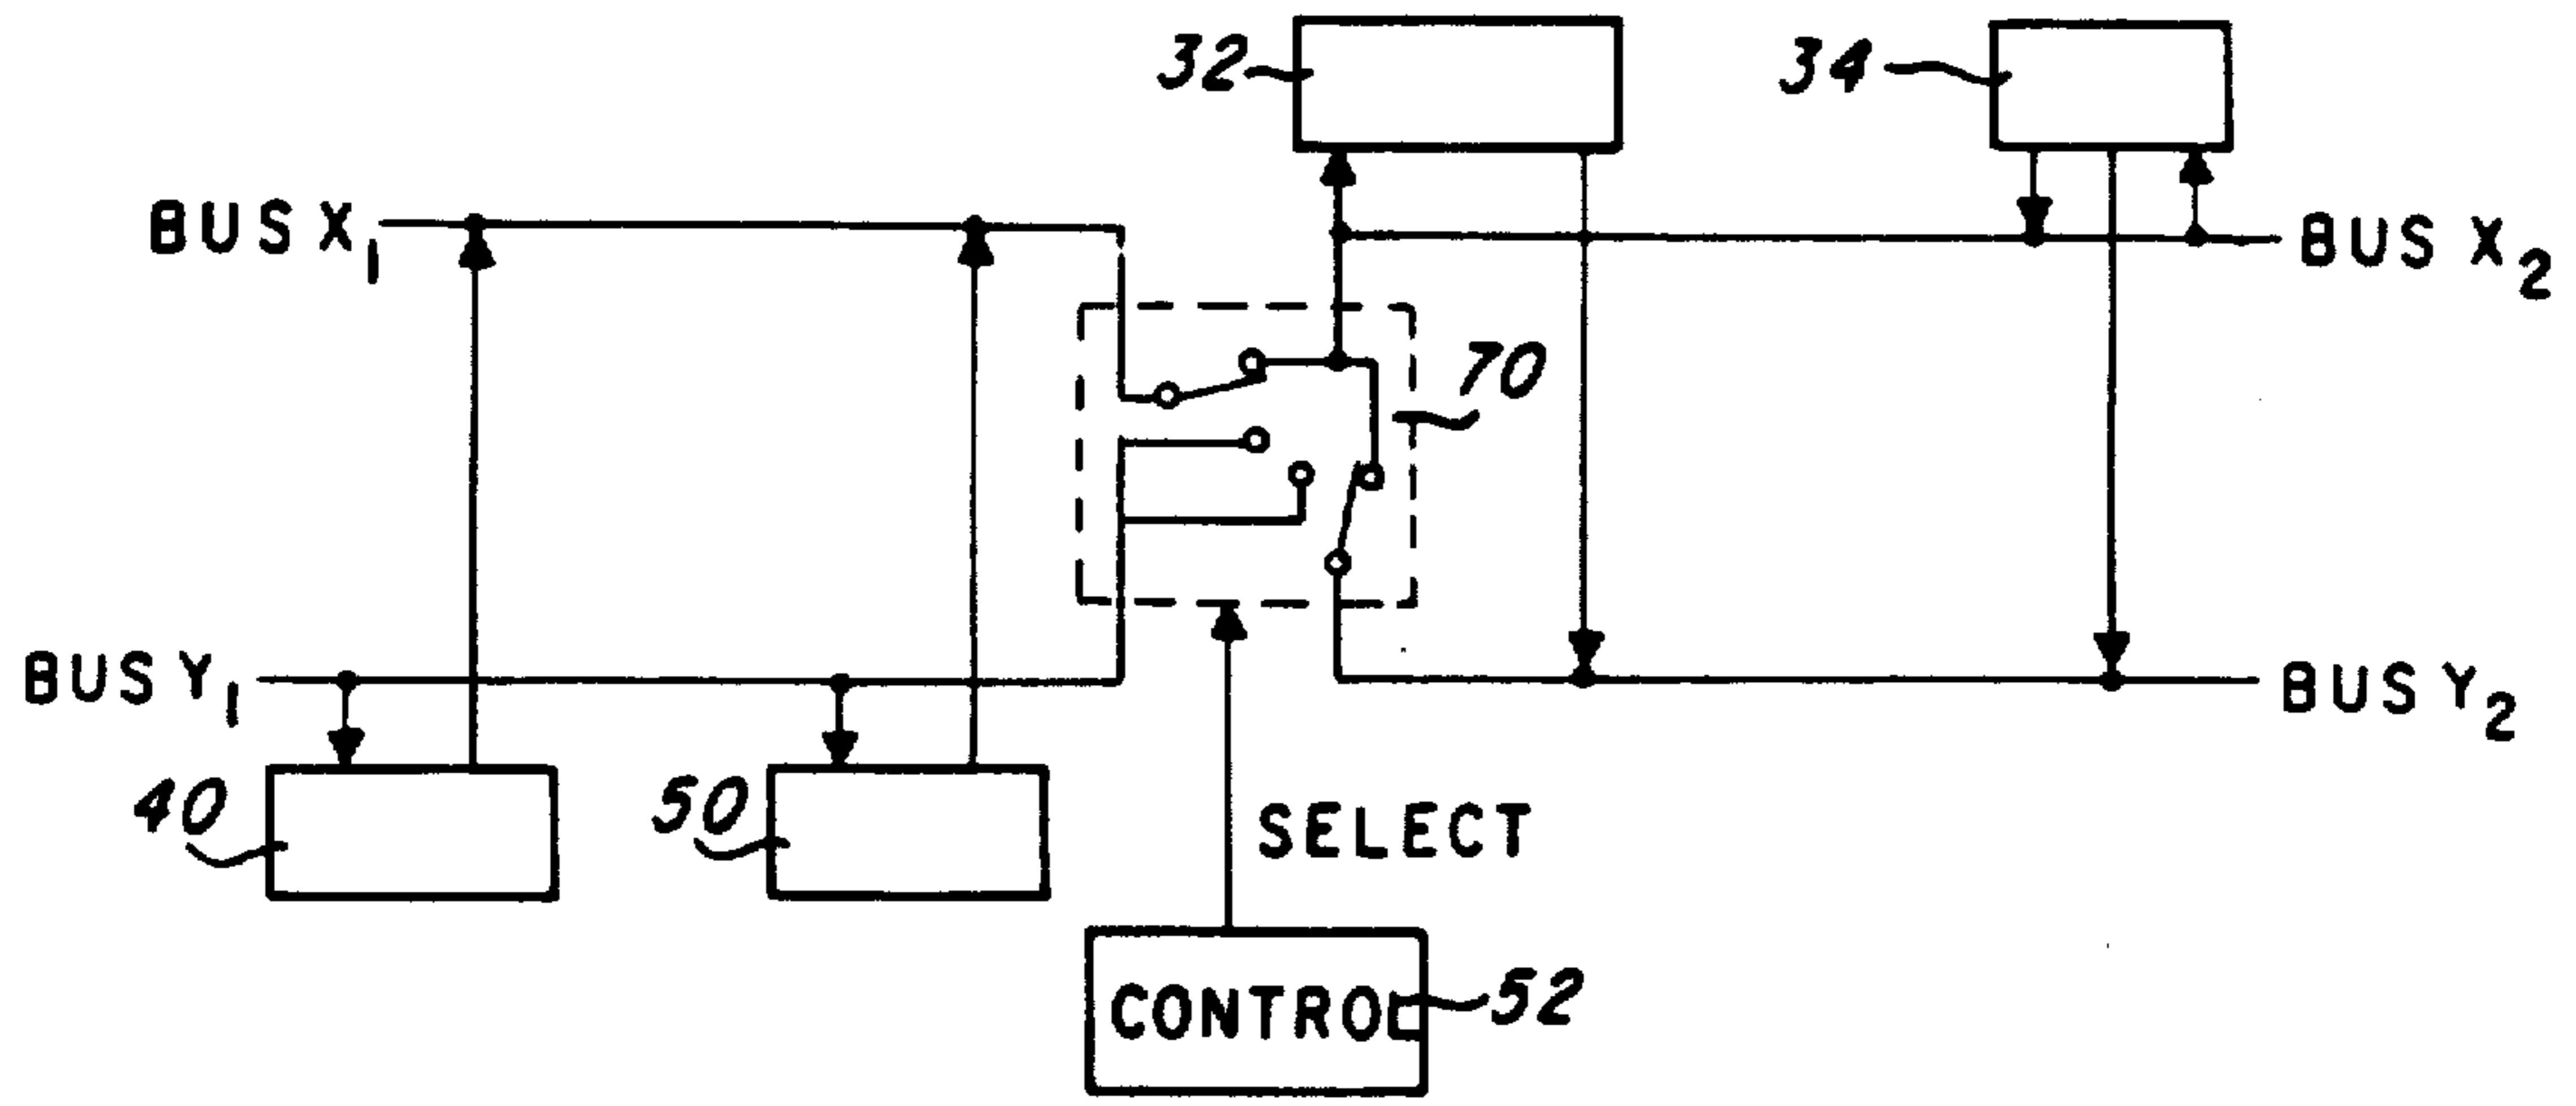 32
34
BUS X1
BUS X2
70
BUS Y1
BUS Y2
40
50
SELECT
CONTROL
52